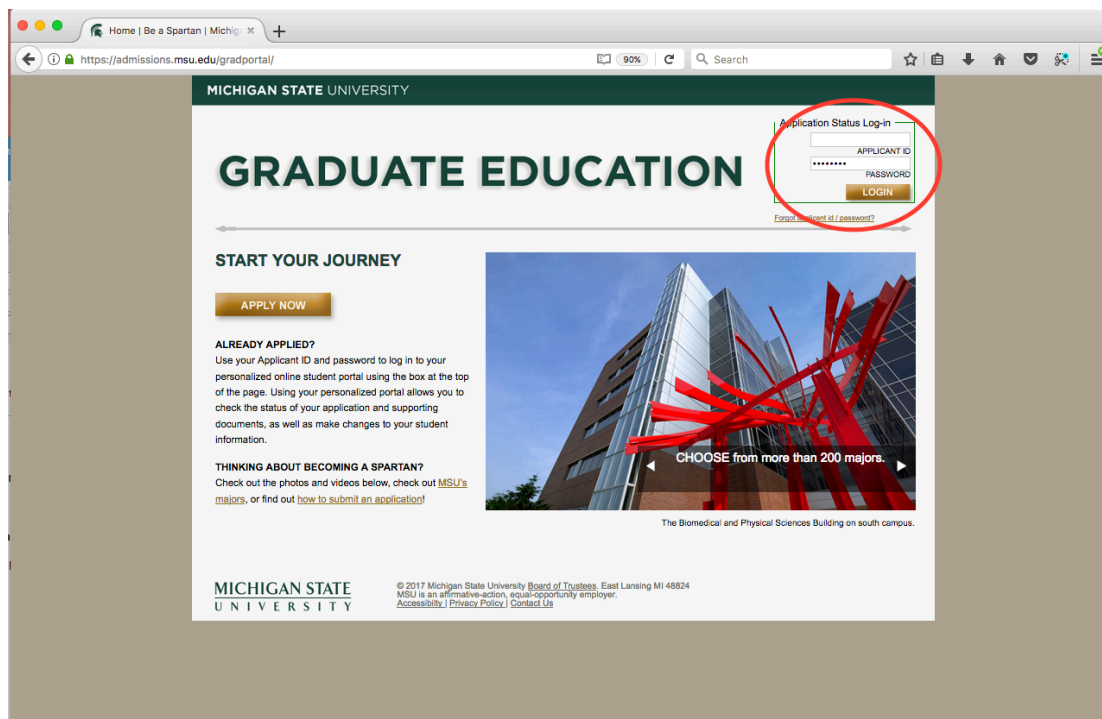 Home | Be a Spartan | Michig
https://admissions.msu.edu/gradportal/
90%
Search
MICHIGAN STATE UNIVERSITY
Application Status Log-in
APPLICANT ID
••••••••
PASSWORD
LOGIN
Forgot applicant id / password?
GRADUATE EDUCATION
START YOUR JOURNEY
APPLY NOW
ALREADY APPLIED?
Use your Applicant ID and password to log in to your
personalized online student portal using the box at the top
of the page. Using your personalized portal allows you to
check the status of your application and supporting
documents, as well as make changes to your student
information.
THINKING ABOUT BECOMING A SPARTAN?
Check out the photos and videos below, check out MSU's
majors, or find out how to submit an application!
CHOOSE from more than 200 majors.
The Biomedical and Physical Sciences Building on south campus.
MICHIGAN STATE
UNIVERSITY
© 2017 Michigan State University Board of Trustees. East Lansing MI 48824
MSU is an affirmative-action, equal-opportunity employer.
Accessibilty | Privacy Policy | Contact Us